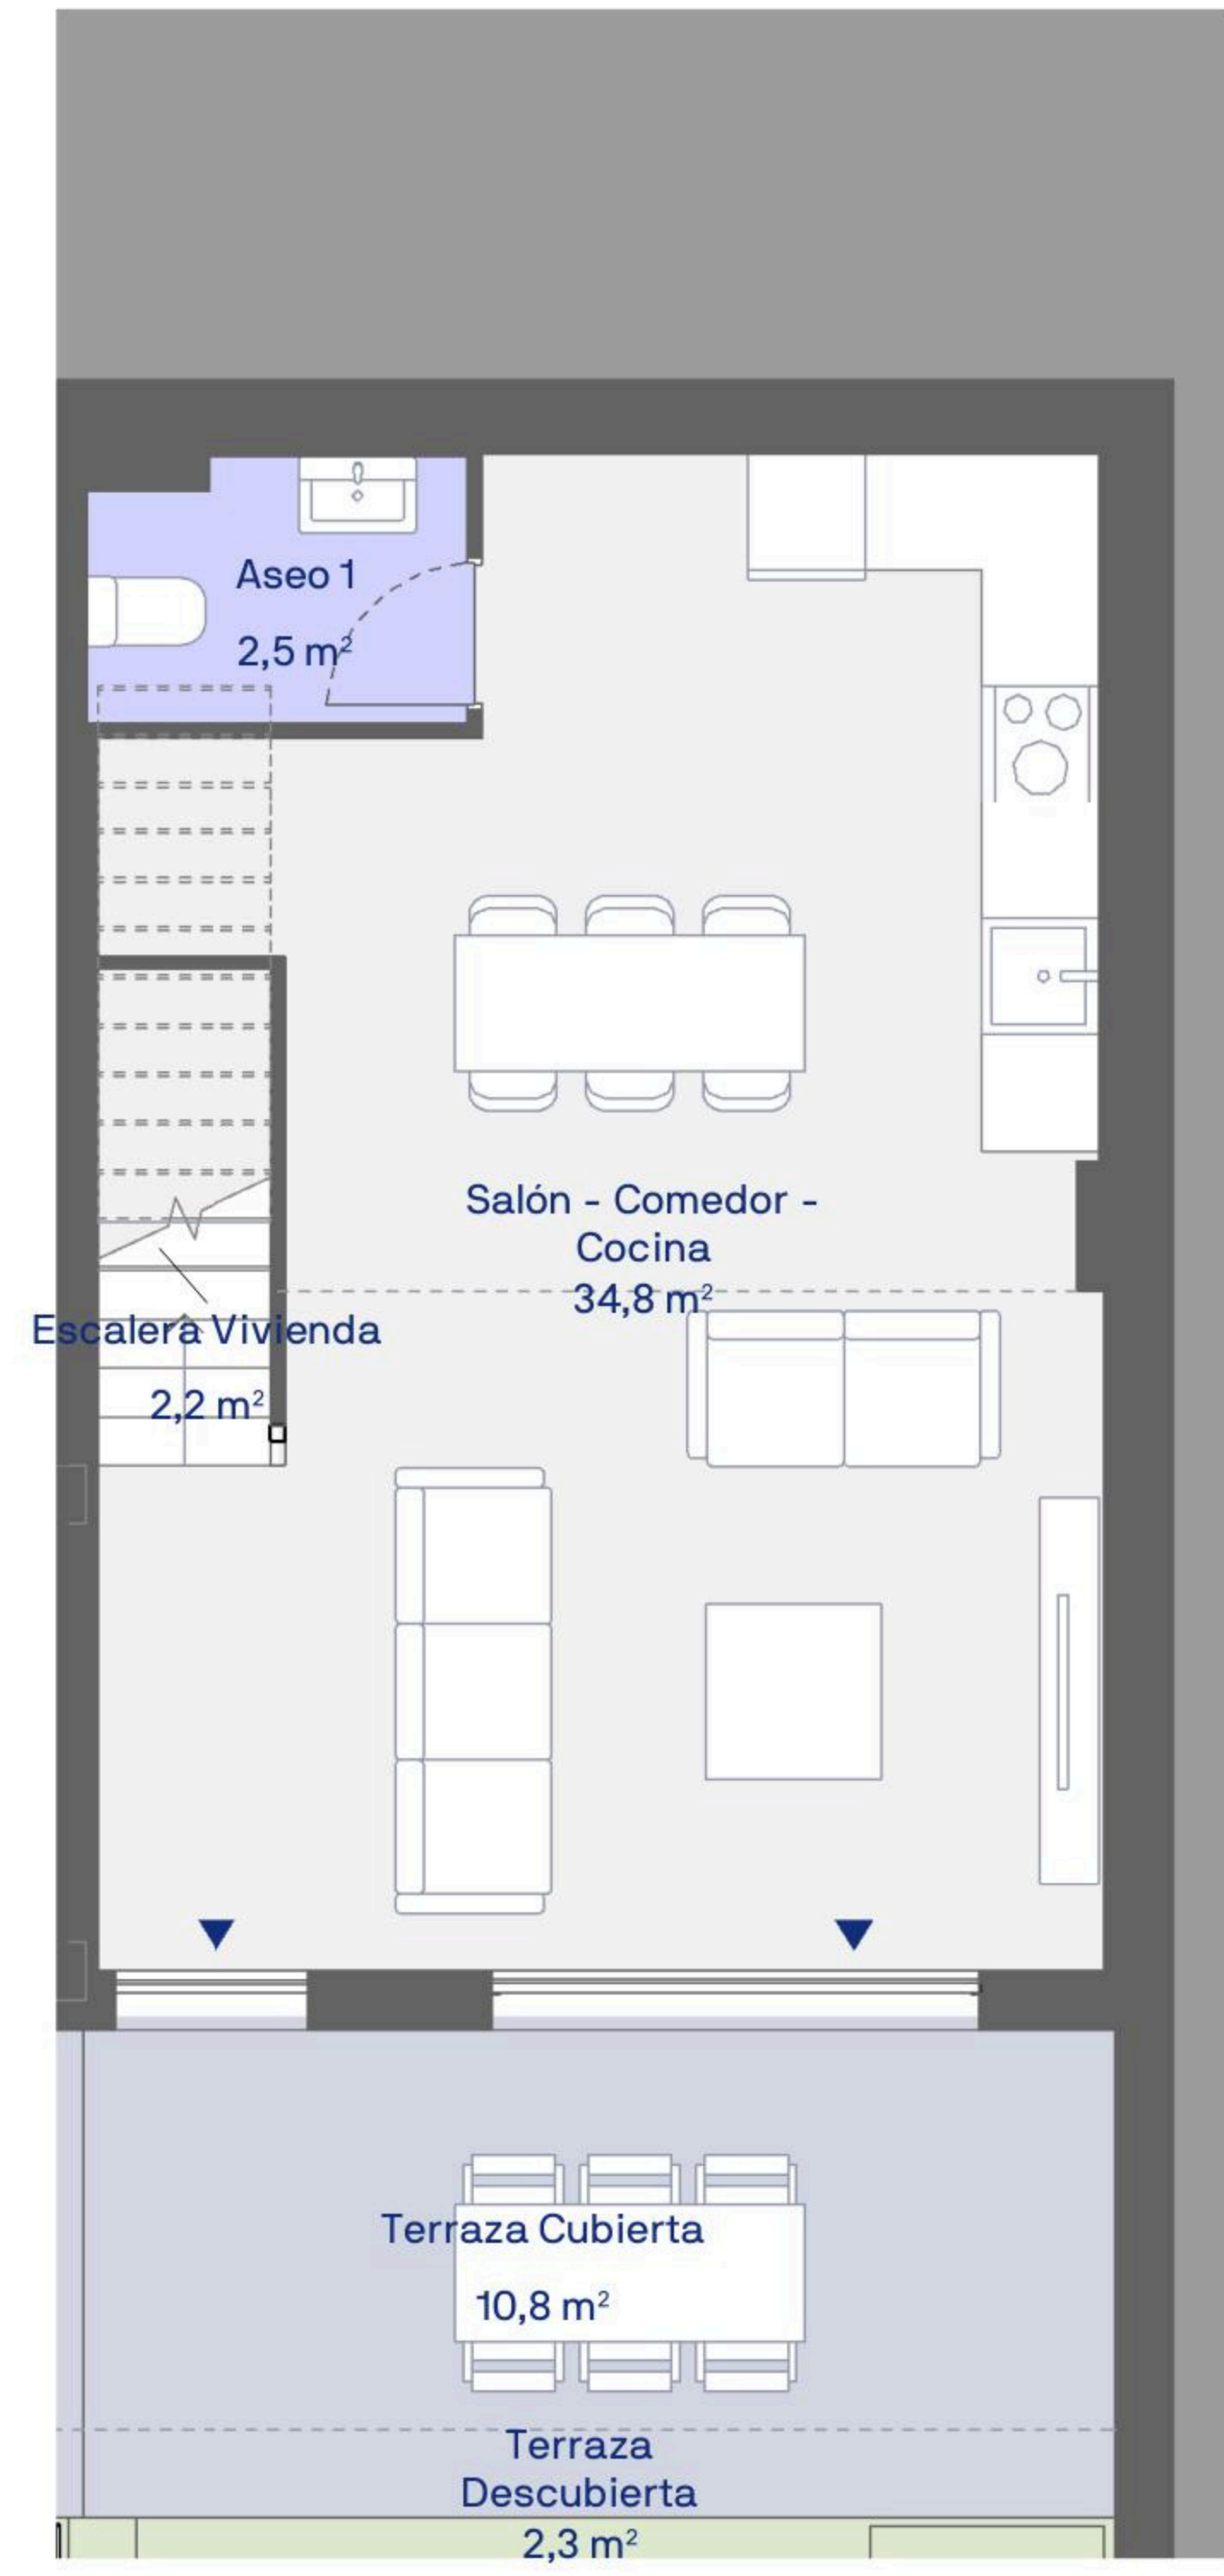 Aseo 1
2,5 m²
Salón - Comedor -
Cocina
34,8 m²
Escalera Vivienda
2,2 m²
Terraza Cubierta
10,8 m²
Terraza
Descubierta
2,3 m²